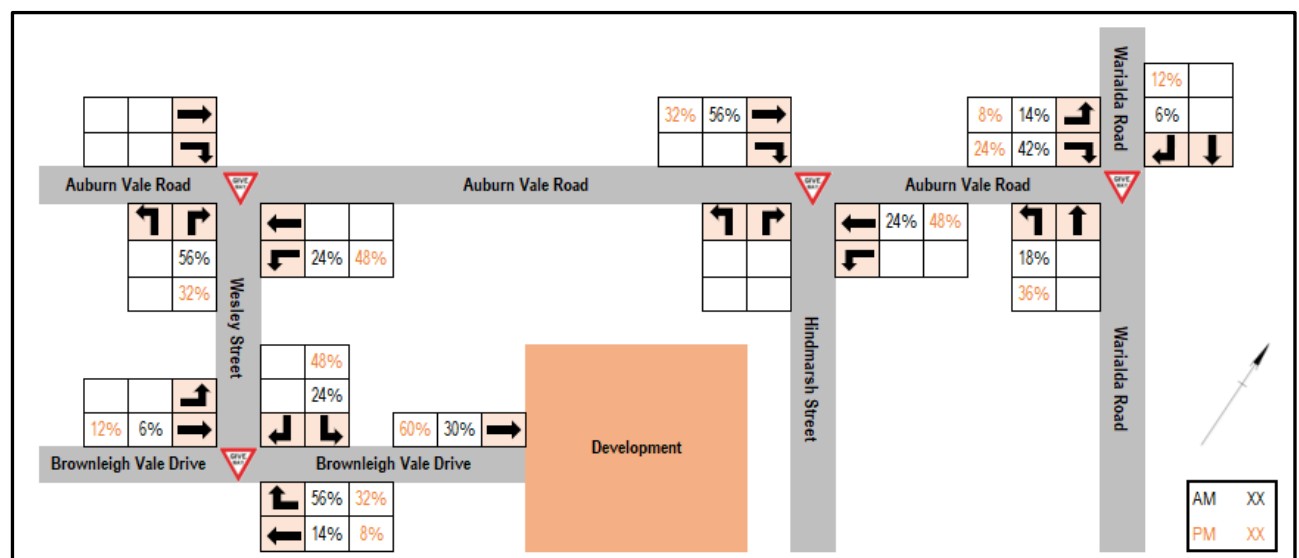 12%
32% 56%
8% 14%
6%
24% 42%
Warialda Road
Auburn Vale Road
GIVE WAY
Auburn Vale Road
GIVE WAY
Auburn Vale Road
GIVE WAY
24% 48%
56%
24% 48%
18%
32%
36%
Wesley Street
Hindmarsh Street
Warialda Road
48%
24%
12% 6%
60% 30%
Development
Brownleigh Vale Drive
GIVE WAY
Brownleigh Vale Drive
56% 32%
14% 8%
AM XX
PM XX